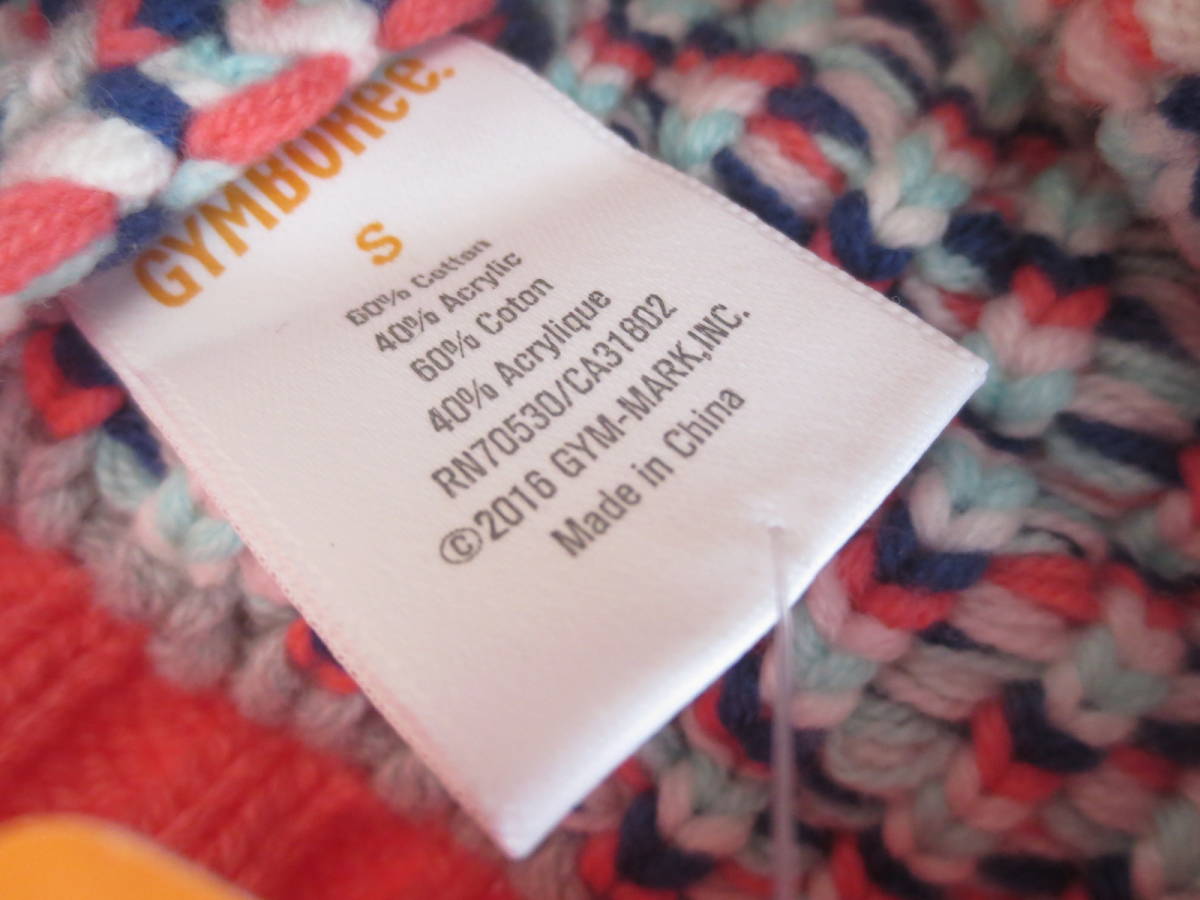 GYMBOREE.
S
60% Cotton
40% Acrylic
60% Coton
40% Acrylique
RN70530/CA31802
©2016 GYM-MARK,INC.
Made in China